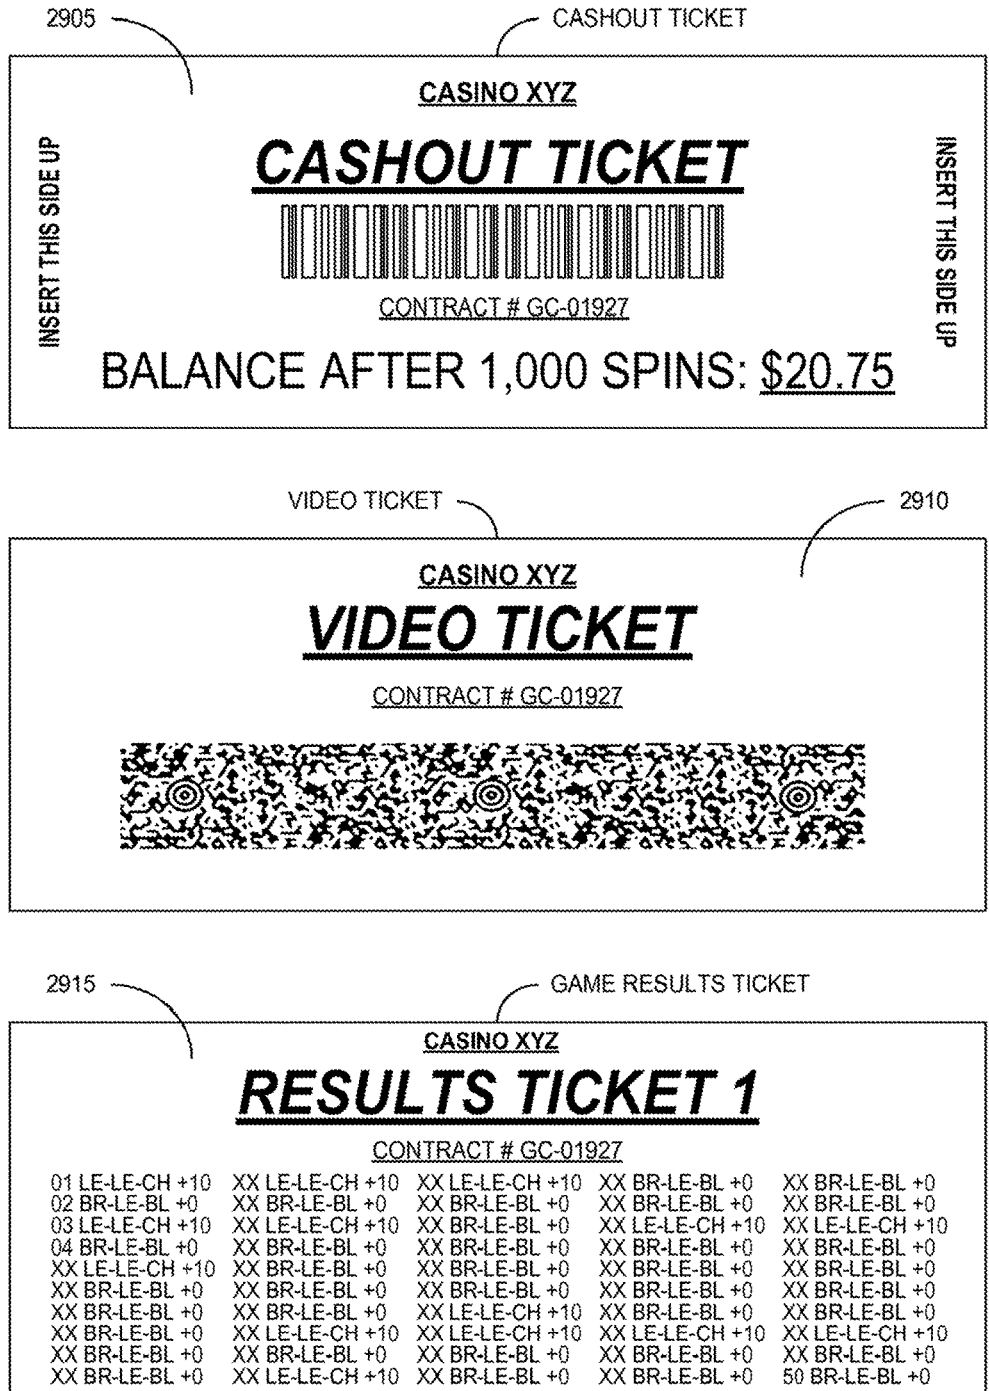 2905 CASHOUT TICKET
CASINO XYZ
CASHOUT TICKET
INSERT THIS SIDE UP
INSERT THIS SIDE UP
CONTRACT # GC-01927
BALANCE AFTER 1,000 SPINS: $20.75
VIDEO TICKET 2910
CASINO XYZ
VIDEO TICKET
CONTRACT # GC-01927
2915 GAME RESULTS TICKET
CASINO XYZ
RESULTS TICKET 1
CONTRACT # GC-01927
01 LE-LE-CH +10 XX LE-LE-CH +10 XX LE-LE-CH +10 XX BR-LE-BL +0 XX BR-LE-BL +0
02 BR-LE-BL +0 XX BR-LE-BL +0 XX BR-LE-BL +0 XX BR-LE-BL +0 XX BR-LE-BL +0
03 LE-LE-CH +10 XX LE-LE-CH +10 XX BR-LE-BL +0 XX LE-LE-CH +10 XX LE-LE-CH +10
04 BR-LE-BL +0 XX BR-LE-BL +0 XX BR-LE-BL +0 XX BR-LE-BL +0 XX BR-LE-BL +0
XX LE-LE-CH +10 XX BR-LE-BL +0 XX BR-LE-BL +0 XX BR-LE-BL +0 XX BR-LE-BL +0
XX BR-LE-BL +0 XX BR-LE-BL +0 XX BR-LE-BL +0 XX BR-LE-BL +0 XX BR-LE-BL +0
XX BR-LE-BL +0 XX BR-LE-BL +0 XX LE-LE-CH +10 XX BR-LE-BL +0 XX BR-LE-BL +0
XX BR-LE-BL +0 XX LE-LE-CH +10 XX LE-LE-CH +10 XX LE-LE-CH +10 XX LE-LE-CH +10
XX BR-LE-BL +0 XX BR-LE-BL +0 XX BR-LE-BL +0 XX BR-LE-BL +0 XX BR-LE-BL +0
XX BR-LE-BL +0 XX LE-LE-CH +10 XX BR-LE-BL +0 XX BR-LE-BL +0 50 BR-LE-BL +0